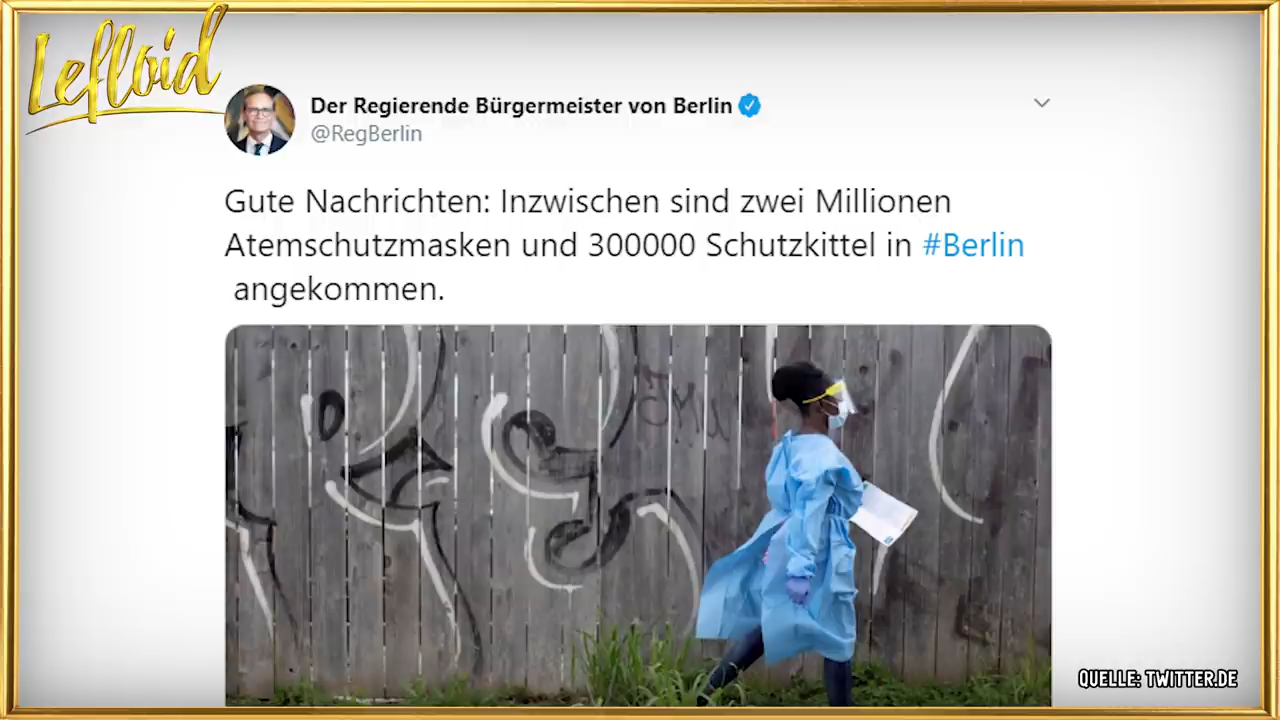 Lefloid
Der Regierende Bürgermeister von Berlin
@RegBerlin
Gute Nachrichten: Inzwischen sind zwei Millionen
Atemschutzmasken und 300000 Schutzkittel in #Berlin
angekommen.
QUELLE: TWITTER.DE